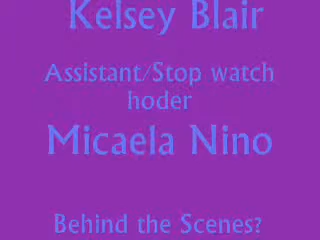 Kelsey Blair
Assistant/Stop watch
hoder
Micaela Nino
Behind the Scenes?